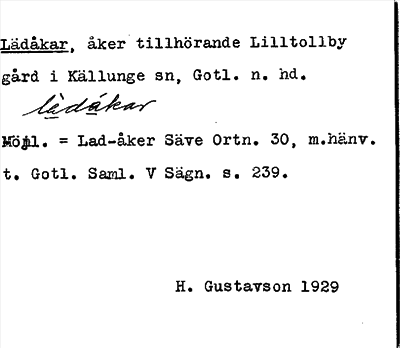 Lädåkar, åker tillhörande Lilltollby
gård i Källunge sn, Gotl. n. hd.
lädåkar
Möjl. = Lad-åker Säve Ortn. 30, m.hänv.
t. Gotl. Saml. V Sägn. s. 239.
H. Gustavson 1929